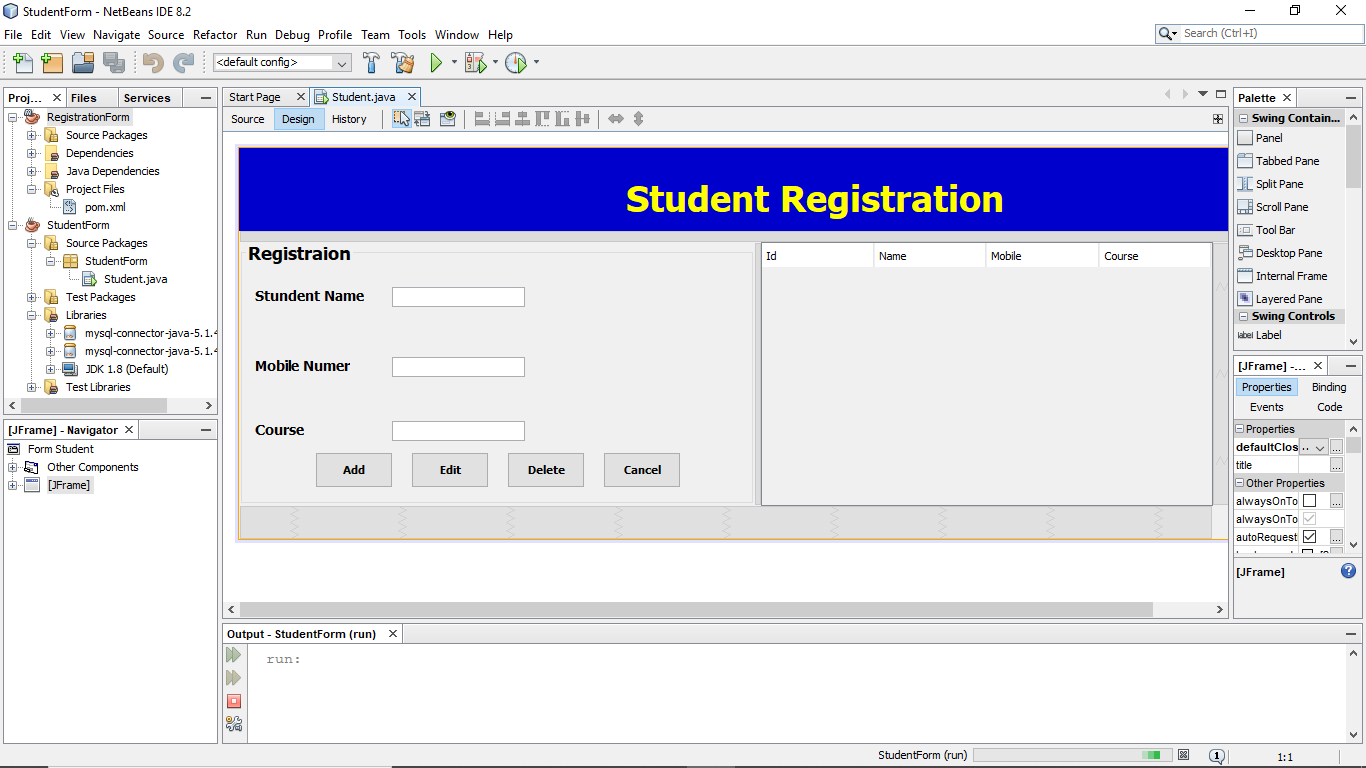 StudentForm - NetBeans IDE 8.2
File Edit View Navigate Source Refactor Run Debug Profile Team Tools Window Help
Search (Ctrl+I)
<default config>
Proj... Files Services
RegistrationForm
Source Packages
Dependencies
Java Dependencies
Project Files
pom.xml
StudentForm
Source Packages
StudentForm
Student.java
Test Packages
Libraries
mysql-connector-java-5.1.4
mysql-connector-java-5.1.4
JDK 1.8 (Default)
Test Libraries
[JFrame] - Navigator
Form Student
Other Components
[JFrame]
Start Page Student.java
Source Design History
Student Registration
Registraion
Stundent Name
Mobile Numer
Course
Add Edit Delete Cancel
Id Name Mobile Course
Output - StudentForm (run)
run:
Palette
Swing Contain...
Panel
Tabbed Pane
Split Pane
Scroll Pane
Tool Bar
Desktop Pane
Internal Frame
Layered Pane
Swing Controls
label Label
[JFrame] -...
Properties Binding
Events Code
Properties
defaultClos ..
title
Other Properties
alwaysOnTo
alwaysOnTo
autoRequest
[JFrame]
StudentForm (run)
1
1:1